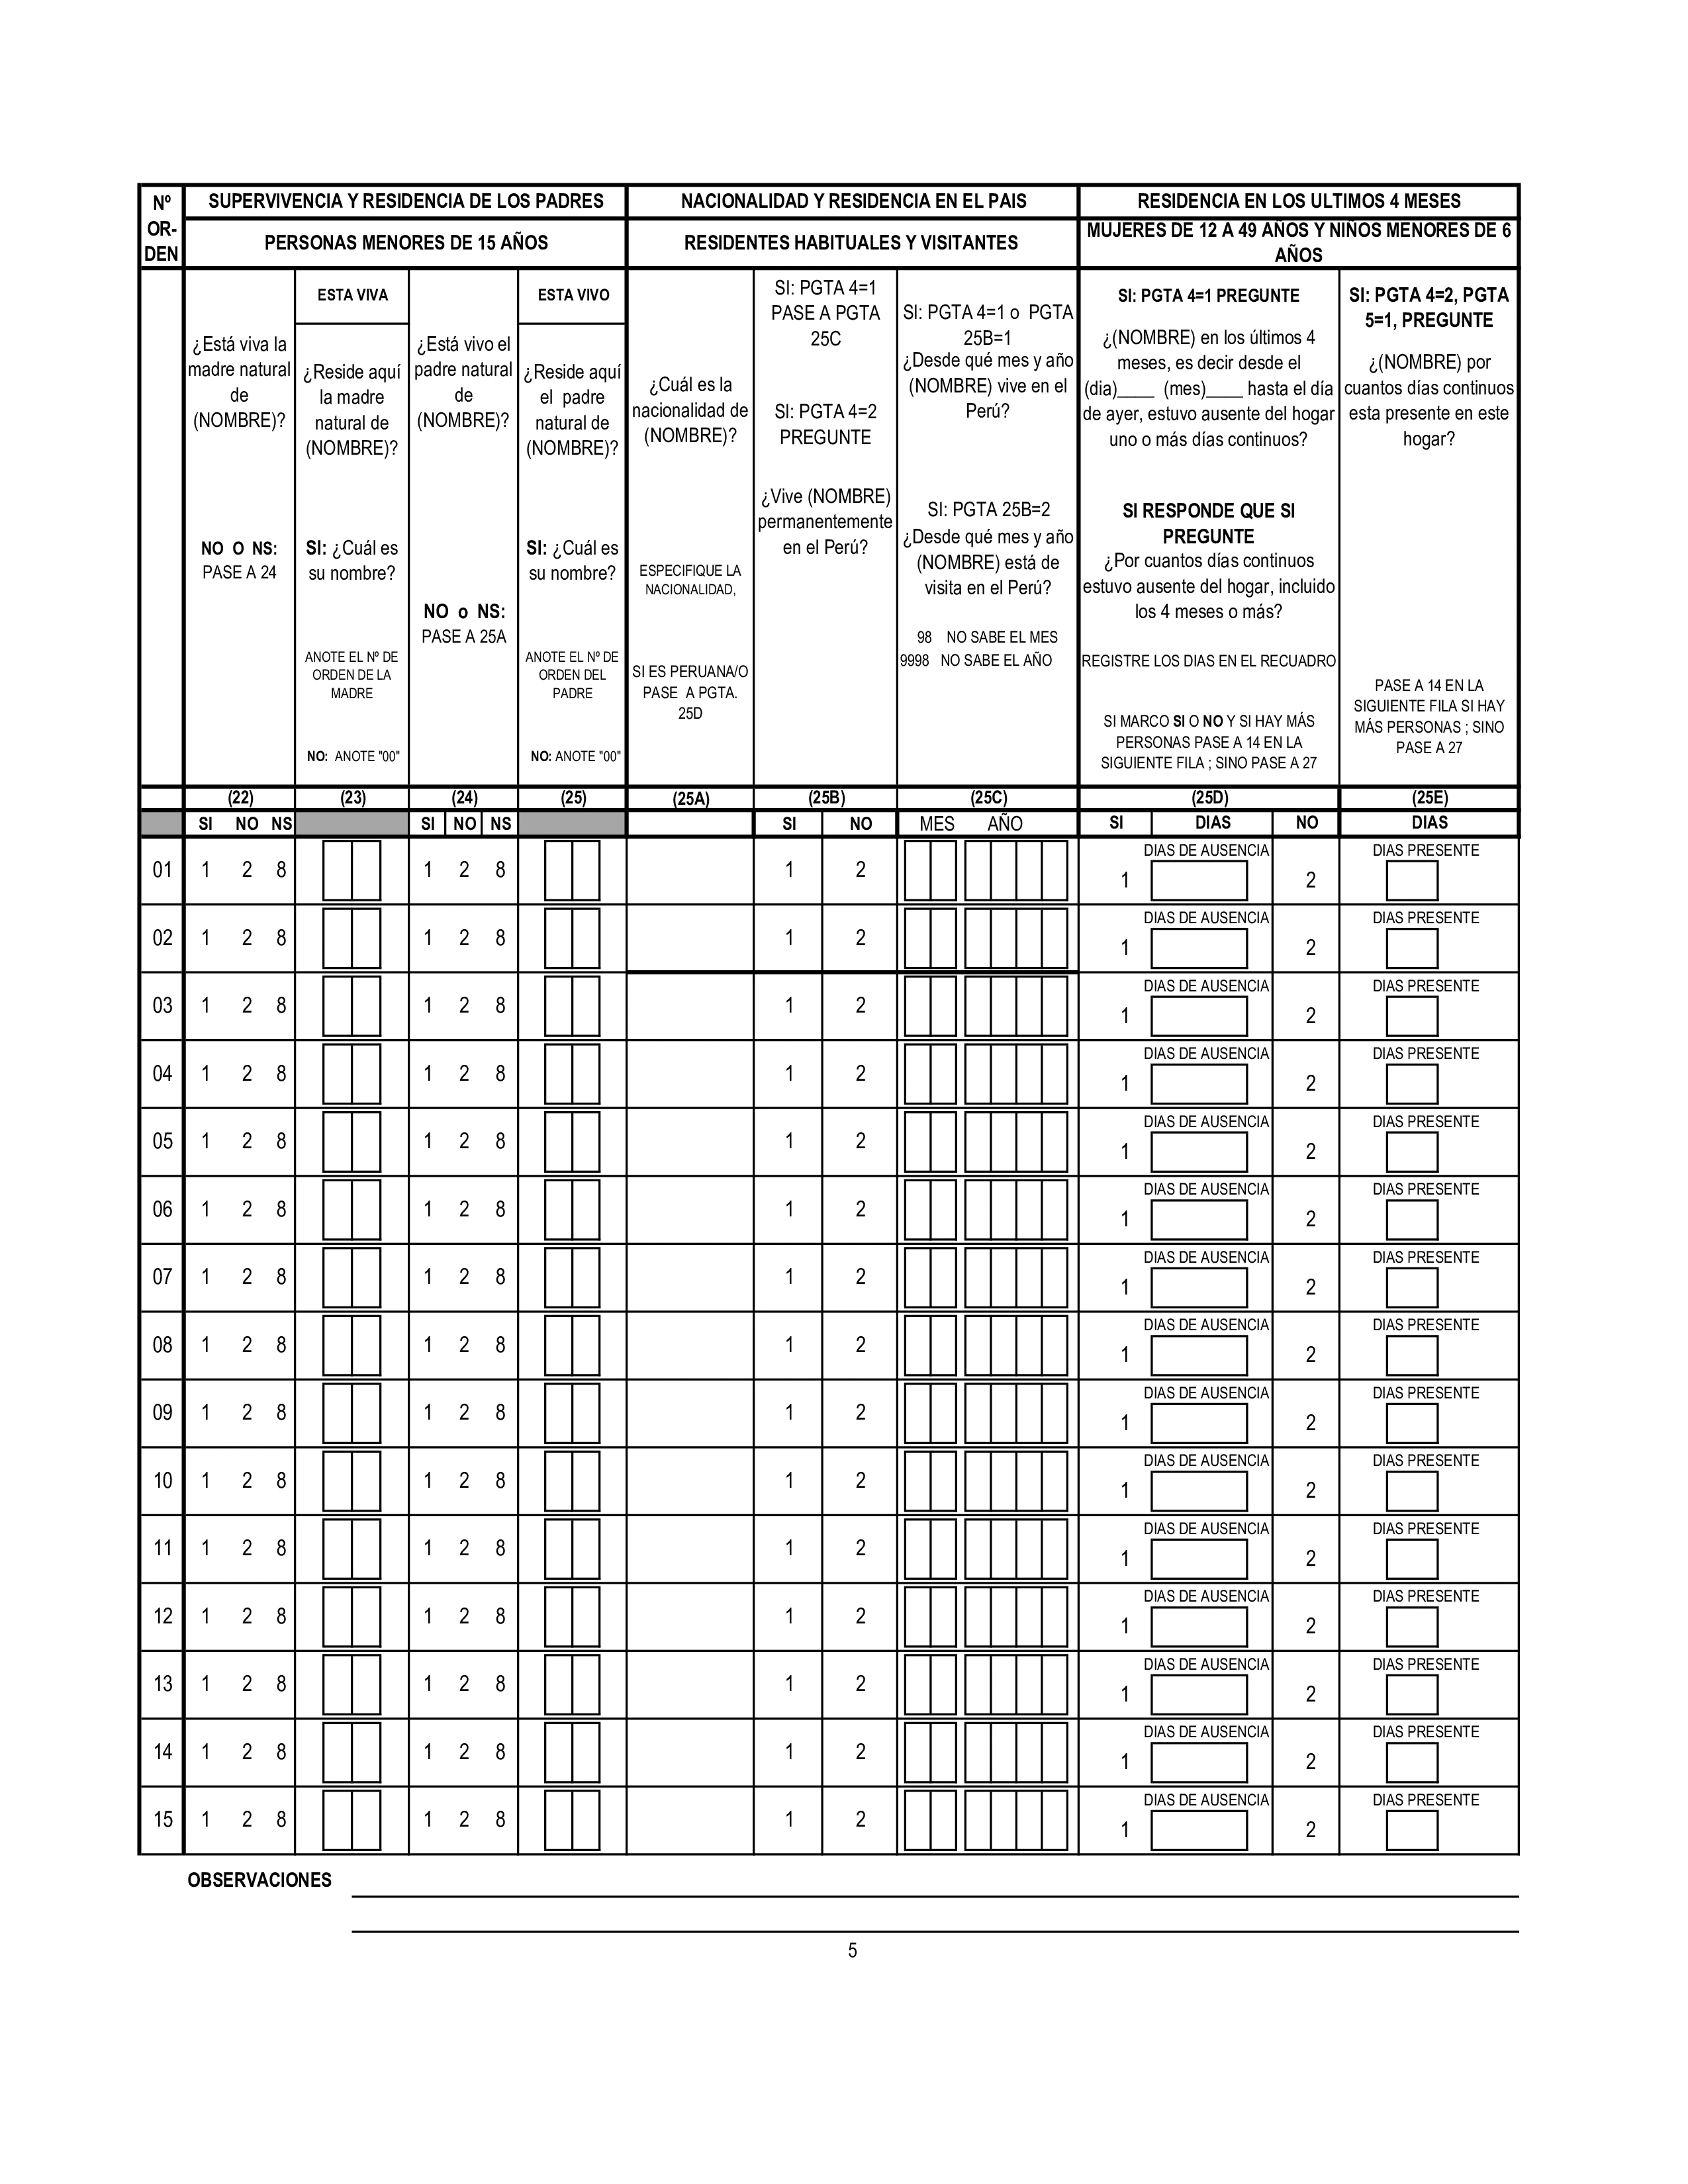 Nº
OR-
DEN
SUPERVIVENCIA Y RESIDENCIA DE LOS PADRES
NACIONALIDAD Y RESIDENCIA EN EL PAIS
RESIDENCIA EN LOS ULTIMOS 4 MESES
PERSONAS MENORES DE 15 AÑOS
RESIDENTES HABITUALES Y VISITANTES
MUJERES DE 12 A 49 AÑOS Y NIÑOS MENORES DE 6
AÑOS
¿Está viva la
madre natural
de
(NOMBRE)?
NO O NS:
PASE A 24
ESTA VIVA
¿Reside aquí
la madre
natural de
(NOMBRE)?
SI: ¿Cuál es
su nombre?
ANOTE EL Nº DE
ORDEN DE LA
MADRE
NO: ANOTE "00"
¿Está vivo el
padre natural
de
(NOMBRE)?
NO o NS:
PASE A 25A
ESTA VIVO
¿Reside aquí
el padre
natural de
(NOMBRE)?
SI: ¿Cuál es
su nombre?
ANOTE EL Nº DE
ORDEN DEL
PADRE
NO: ANOTE "00"
¿Cuál es la
nacionalidad de
(NOMBRE)?
ESPECIFIQUE LA
NACIONALIDAD,
SI ES PERUANA/O
PASE A PGTA.
25D
SI: PGTA 4=1
PASE A PGTA
25C
SI: PGTA 4=2
PREGUNTE
¿Vive (NOMBRE)
permanentemente
en el Perú?
SI: PGTA 4=1 o PGTA
25B=1
¿Desde qué mes y año
(NOMBRE) vive en el
Perú?
SI: PGTA 25B=2
¿Desde qué mes y año
(NOMBRE) está de
visita en el Perú?
98 NO SABE EL MES
9998 NO SABE EL AÑO
SI: PGTA 4=1 PREGUNTE
¿(NOMBRE) en los últimos 4
meses, es decir desde el
(dia)____ (mes)____ hasta el día
de ayer, estuvo ausente del hogar
uno o más días continuos?
SI RESPONDE QUE SI
PREGUNTE
¿Por cuantos días continuos
estuvo ausente del hogar, incluido
los 4 meses o más?
REGISTRE LOS DIAS EN EL RECUADRO
SI MARCO SI O NO Y SI HAY MÁS
PERSONAS PASE A 14 EN LA
SIGUIENTE FILA ; SINO PASE A 27
SI: PGTA 4=2, PGTA
5=1, PREGUNTE
¿(NOMBRE) por
cuantos días continuos
esta presente en este
hogar?
PASE A 14 EN LA
SIGUIENTE FILA SI HAY
MÁS PERSONAS ; SINO
PASE A 27
(22) (23) (24) (25) (25A) (25B) (25C) (25D) (25E)
SI NO NS SI NO NS SI NO MES AÑO SI DIAS NO DIAS
DIAS DE AUSENCIA DIAS PRESENTE
01 1 2 8 1 2 8 1 2 1 2
DIAS DE AUSENCIA DIAS PRESENTE
02 1 2 8 1 2 8 1 2 1 2
DIAS DE AUSENCIA DIAS PRESENTE
03 1 2 8 1 2 8 1 2 1 2
DIAS DE AUSENCIA DIAS PRESENTE
04 1 2 8 1 2 8 1 2 1 2
DIAS DE AUSENCIA DIAS PRESENTE
05 1 2 8 1 2 8 1 2 1 2
DIAS DE AUSENCIA DIAS PRESENTE
06 1 2 8 1 2 8 1 2 1 2
DIAS DE AUSENCIA DIAS PRESENTE
07 1 2 8 1 2 8 1 2 1 2
DIAS DE AUSENCIA DIAS PRESENTE
08 1 2 8 1 2 8 1 2 1 2
DIAS DE AUSENCIA DIAS PRESENTE
09 1 2 8 1 2 8 1 2 1 2
DIAS DE AUSENCIA DIAS PRESENTE
10 1 2 8 1 2 8 1 2 1 2
DIAS DE AUSENCIA DIAS PRESENTE
11 1 2 8 1 2 8 1 2 1 2
DIAS DE AUSENCIA DIAS PRESENTE
12 1 2 8 1 2 8 1 2 1 2
DIAS DE AUSENCIA DIAS PRESENTE
13 1 2 8 1 2 8 1 2 1 2
DIAS DE AUSENCIA DIAS PRESENTE
14 1 2 8 1 2 8 1 2 1 2
DIAS DE AUSENCIA DIAS PRESENTE
15 1 2 8 1 2 8 1 2 1 2
OBSERVACIONES
5